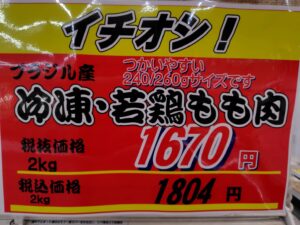 イチオシ!
ブラジル産
つかいやすい
240/260gサイズです
冷凍・若鶏もも肉
税抜価格
2kg
1670円
税込価格
2kg
1804円